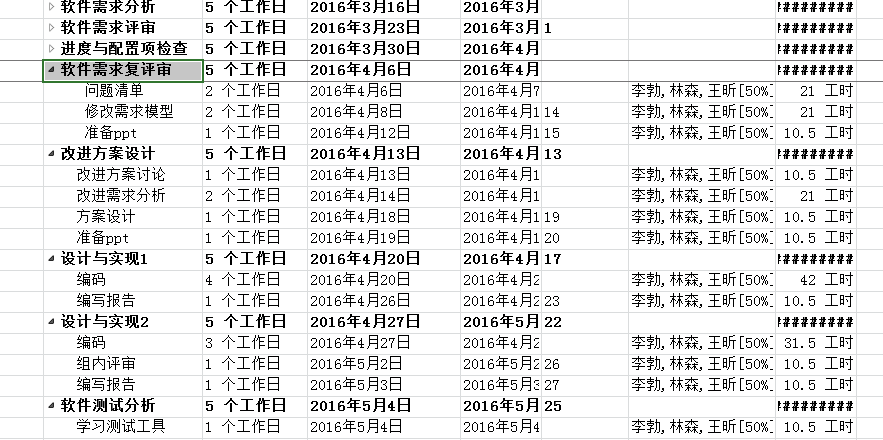 软件需求分析 5 个工作日 2016年3月16日 2016年3月 #########
软件需求评审 5 个工作日 2016年3月23日 2016年3月 1 #########
进度与配置项检查 5 个工作日 2016年3月30日 2016年4月 #########
软件需求复评审 5 个工作日 2016年4月6日 2016年4月 #########
问题清单 2 个工作日 2016年4月6日 2016年4月7 李勃,林森,王昕[50%] 21 工时
修改需求模型 2 个工作日 2016年4月8日 2016年4月1 14 李勃,林森,王昕[50%] 21 工时
准备ppt 1 个工作日 2016年4月12日 2016年4月1 15 李勃,林森,王昕[50%] 10.5 工时
改进方案设计 5 个工作日 2016年4月13日 2016年4月 13 #########
改进方案讨论 1 个工作日 2016年4月13日 2016年4月1 李勃,林森,王昕[50%] 10.5 工时
改进需求分析 2 个工作日 2016年4月14日 2016年4月1 李勃,林森,王昕[50%] 21 工时
方案设计 1 个工作日 2016年4月18日 2016年4月1 19 李勃,林森,王昕[50%] 10.5 工时
准备ppt 1 个工作日 2016年4月19日 2016年4月1 20 李勃,林森,王昕[50%] 10.5 工时
设计与实现1 5 个工作日 2016年4月20日 2016年4月 17 #########
编码 4 个工作日 2016年4月20日 2016年4月2 李勃,林森,王昕[50%] 42 工时
编写报告 1 个工作日 2016年4月26日 2016年4月2 23 李勃,林森,王昕[50%] 10.5 工时
设计与实现2 5 个工作日 2016年4月27日 2016年5月 22 #########
编码 3 个工作日 2016年4月27日 2016年4月2 李勃,林森,王昕[50%] 31.5 工时
组内评审 1 个工作日 2016年5月2日 2016年5月2 26 李勃,林森,王昕[50%] 10.5 工时
编写报告 1 个工作日 2016年5月3日 2016年5月3 27 李勃,林森,王昕[50%] 10.5 工时
软件测试分析 5 个工作日 2016年5月4日 2016年5月 25 #########
学习测试工具 1 个工作日 2016年5月4日 2016年5月4 李勃,林森,王昕[50%] 10.5 工时